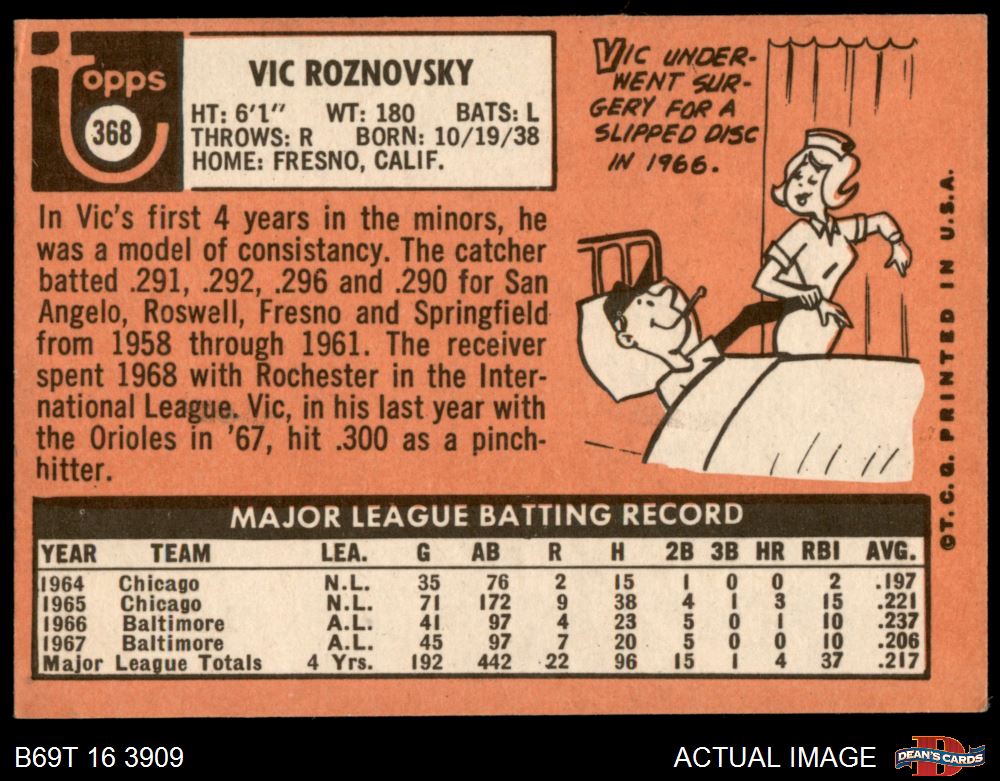 Topps
368
VIC ROZNOVSKY
HT: 6'1" WT: 180 BATS: L
THROWS: R BORN: 10/19/38
HOME: FRESNO, CALIF.
In Vic's first 4 years in the minors, he
was a model of consistancy. The catcher
batted .291, .292, .296 and .290 for San
Angelo, Roswell, Fresno and Springfield
from 1958 through 1961. The receiver
spent 1968 with Rochester in the Inter-
national League. Vic, in his last year with
the Orioles in '67, hit .300 as a pinch-
hitter.
VIC UNDER-
WENT SUR-
GERY FOR A
SLIPPED DISC
IN 1966.
©T. C. G. PRINTED IN U.S.A.
MAJOR LEAGUE BATTING RECORD
YEAR TEAM LEA. G AB R H 2B 3B HR RBI AVG.
1964 Chicago N.L. 35 76 2 15 1 0 0 2 .197
1965 Chicago N.L. 71 172 9 38 4 1 3 15 .221
1966 Baltimore A.L. 41 97 4 23 5 0 1 10 .237
1967 Baltimore A.L. 45 97 7 20 5 0 0 10 .206
Major League Totals 4 Yrs. 192 442 22 96 15 1 4 37 .217
B69T 16 3909
ACTUAL IMAGE
DEAN'S CARDS